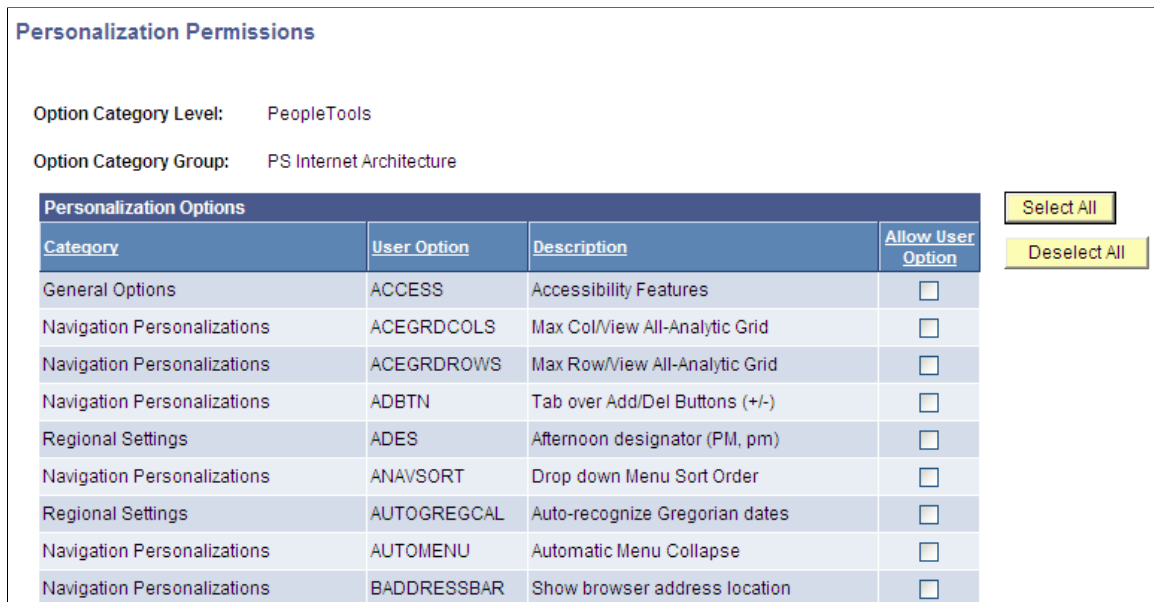 Personalization Permissions
Option Category Level: PeopleTools
Option Category Group: PS Internet Architecture
Personalization Options
Select All
Deselect All
Category User Option Description Allow User Option
General Options ACCESS Accessibility Features
Navigation Personalizations ACEGRDCOLS Max Col/View All-Analytic Grid
Navigation Personalizations ACEGRDROWS Max Row/View All-Analytic Grid
Navigation Personalizations ADBTN Tab over Add/Del Buttons (+/-)
Regional Settings ADES Afternoon designator (PM, pm)
Navigation Personalizations ANAVSORT Drop down Menu Sort Order
Regional Settings AUTOGREGCAL Auto-recognize Gregorian dates
Navigation Personalizations AUTOMENU Automatic Menu Collapse
Navigation Personalizations BADDRESSBAR Show browser address location